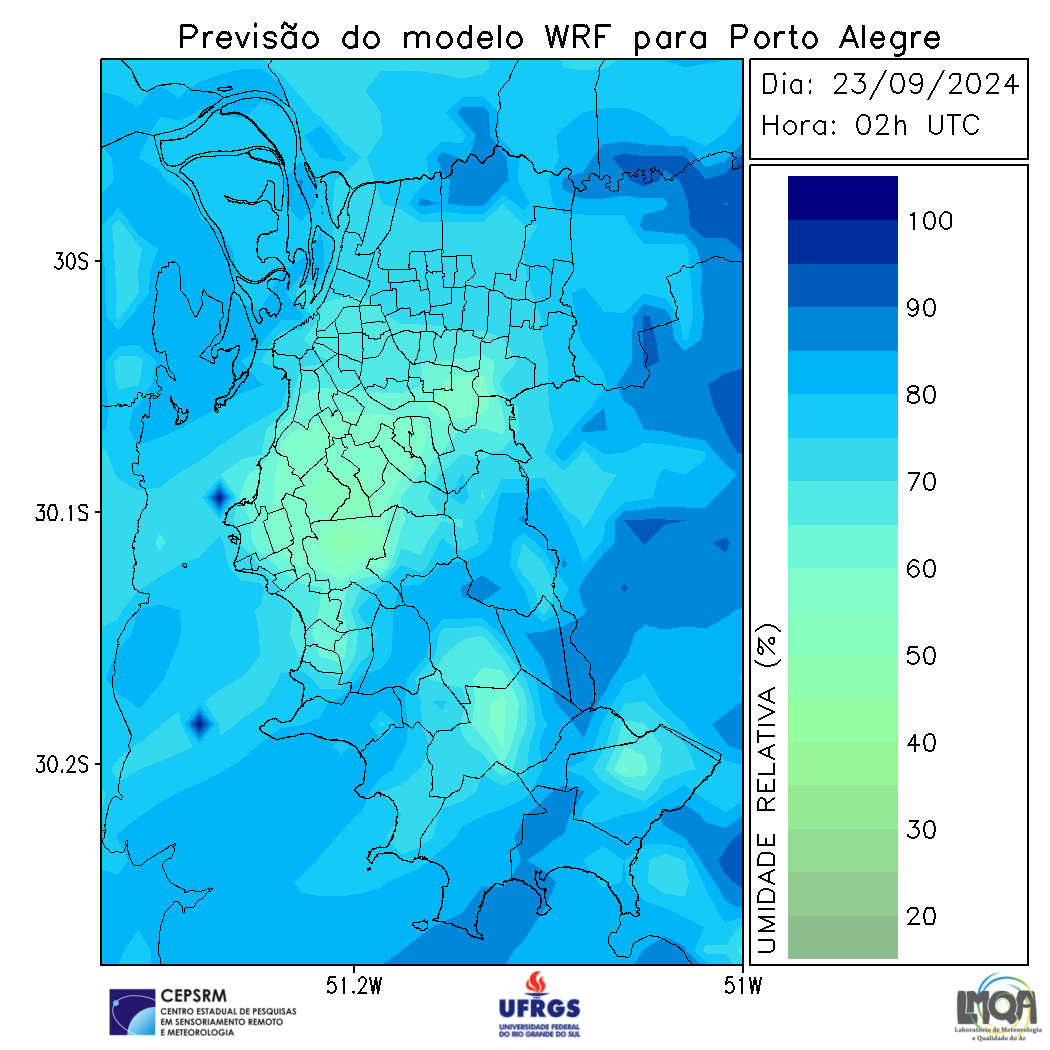 Previsão do modelo WRF para Porto Alegre
Dia: 23/09/2024
Hora: 02h UTC
30S
30.1S
30.2S
51.2W
51W
100
90
80
70
60
50
40
30
20
UMIDADE RELATIVA (%)
CEPSRM
CENTRO ESTADUAL DE PESQUISAS
EM SENSORIAMENTO REMOTO
E METEOROLOGIA
UFRGS
UNIVERSIDADE FEDERAL
DO RIO GRANDE DO SUL
LMQA
Laboratório de Meteorologia
e Qualidade do Ar